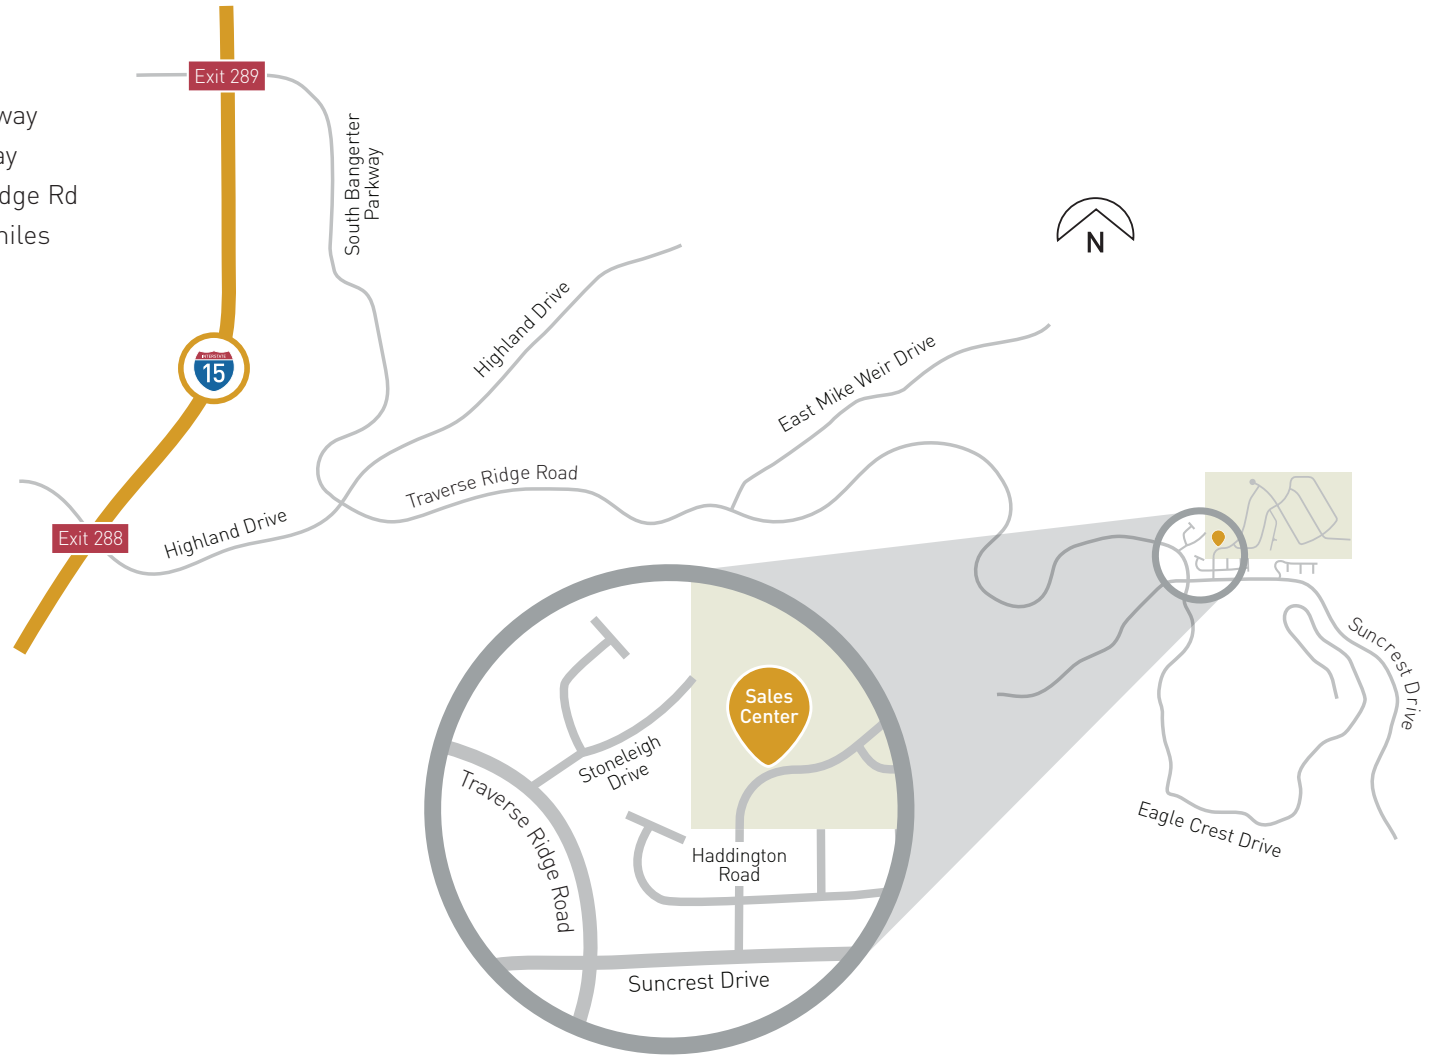 Exit 289
way
ay
dge Rd
niles
South Bangerter
Parkway
Highland Drive
N
INTERSTATE
15
East Mike Weir Drive
Traverse Ridge Road
Highland Drive
Exit 288
Suncrest Drive
Eagle Crest Drive
Sales
Center
Stoneleigh
Drive
Traverse Ridge Road
Haddington
Road
Suncrest Drive